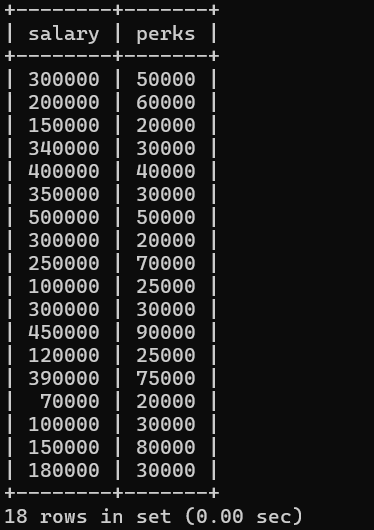 +--------+-------+
| salary | perks |
+--------+-------+
| 300000 | 50000 |
| 200000 | 60000 |
| 150000 | 20000 |
| 340000 | 30000 |
| 400000 | 40000 |
| 350000 | 30000 |
| 500000 | 50000 |
| 300000 | 20000 |
| 250000 | 70000 |
| 100000 | 25000 |
| 300000 | 30000 |
| 450000 | 90000 |
| 120000 | 25000 |
| 390000 | 75000 |
|  70000 | 20000 |
| 100000 | 30000 |
| 150000 | 80000 |
| 180000 | 30000 |
+--------+-------+
18 rows in set (0.00 sec)